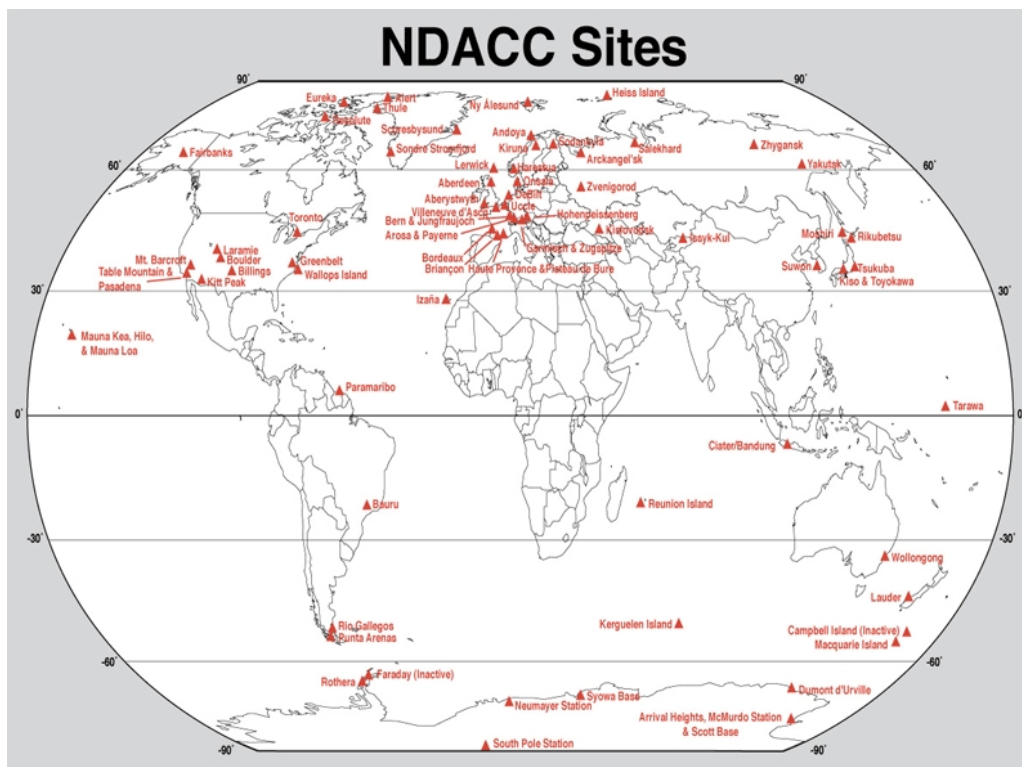 NDACC Sites
90˚
90˚
Eureka
Alert
Thule
Resolute
Ny Alesund
Heiss Island
Scoresbysund
Andoya
Kiruna
Sodankyla
Salekhard
Zhygansk
Fairbanks
Sondre Stromfjord
Arckangel'sk
60˚
60˚
Yakutsk
Lerwick
Harestua
Aberdeen
Onsala
Zvenigorod
DeBilt
Aberystwyth
Uccle
Villeneuve d'Ascq
Hohenpeissenberg
Bern & Jungfraujoch
Toronto
Kislovodsk
Issyk-Kul
Moshiri
Rikubetsu
Arosa & Payerne
Garmisch & Zugspitze
Laramie
Boulder
Bordeaux
Mt. Barcroft
Greenbelt
Briançon
Haute Provence &Plateau de Bure
Suwon
Tsukuba
Table Mountain &
Pasadena
Billings
Wallops Island
Kitt Peak
Kiso & Toyokawa
30˚
30˚
Izaña
Mauna Kea, Hilo,
& Mauna Loa
Paramaribo
Tarawa
0˚
0˚
Ciater/Bandung
Bauru
Reunion Island
-30˚
-30˚
Wollongong
Lauder
Rio Gallegos
Kerguelen Island
Campbell Island (Inactive)
Punta Arenas
Macquarie Island
-60˚
-60˚
Faraday (Inactive)
Rothera
Dumont d'Urville
Syowa Base
Neumayer Station
Arrival Heights, McMurdo Station
& Scott Base
South Pole Station
-90˚
-90˚